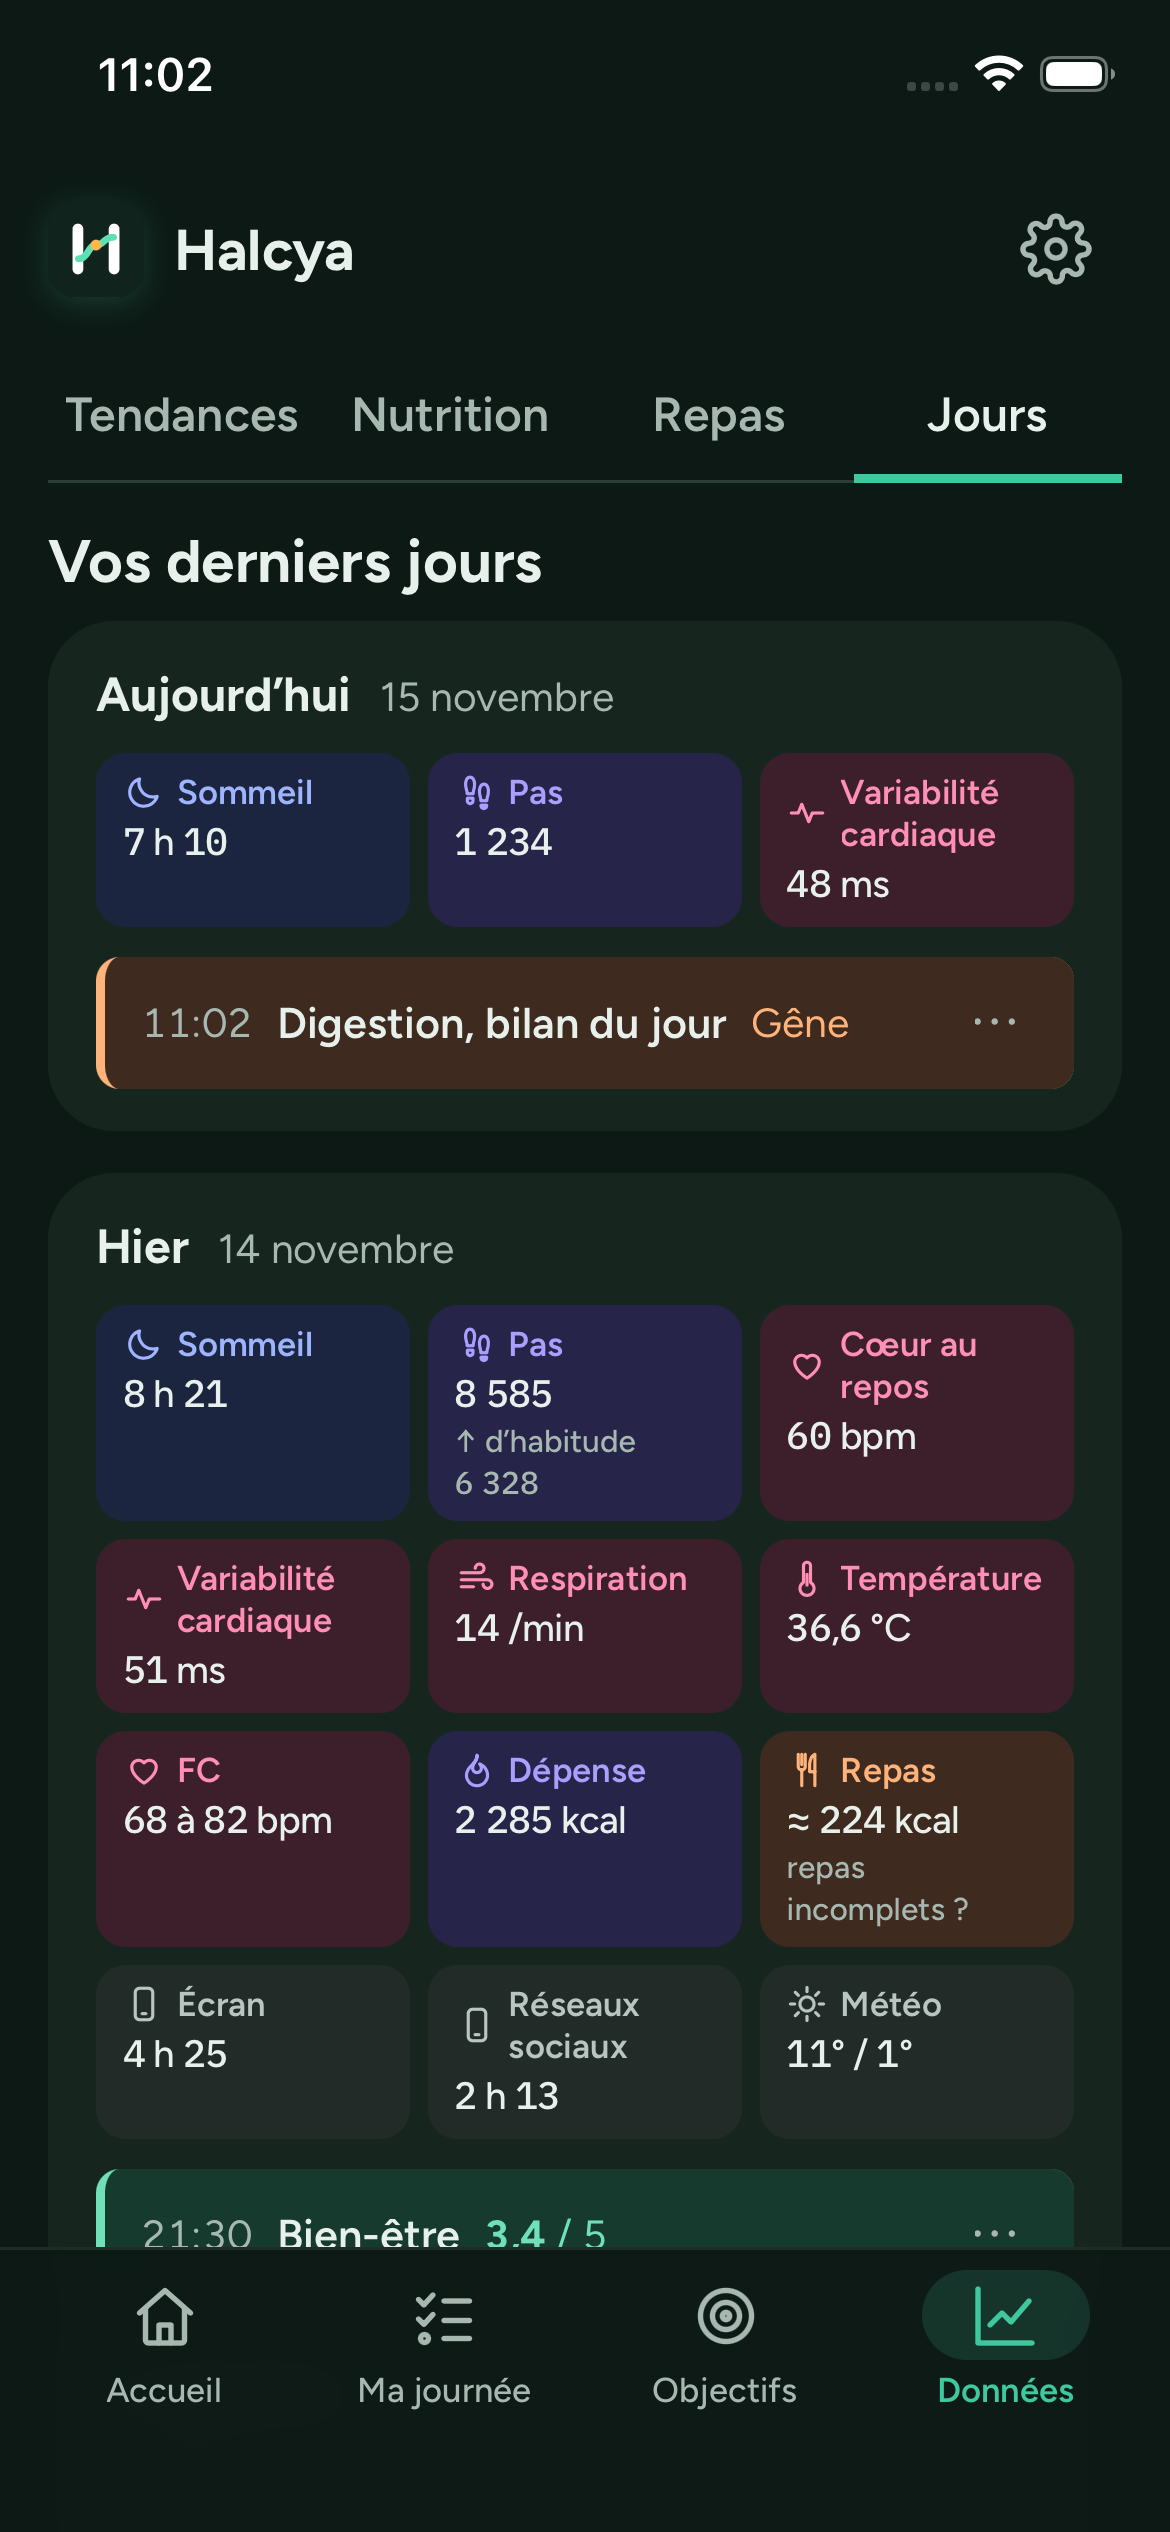 11:02
Halcya
Tendances Nutrition Repas Jours
Vos derniers jours
Aujourd’hui 15 novembre
Sommeil
7 h 10
Pas
1 234
Variabilité
cardiaque
48 ms
11:02 Digestion, bilan du jour Gêne
Hier 14 novembre
Sommeil
8 h 21
Pas
8 585
↑ d’habitude
6 328
Cœur au
repos
60 bpm
Variabilité
cardiaque
51 ms
Respiration
14 /min
Température
36,6 °C
FC
68 à 82 bpm
Dépense
2 285 kcal
Repas
≈ 224 kcal
repas
incomplets ?
Écran
4 h 25
Réseaux
sociaux
2 h 13
Météo
11° / 1°
21:30 Bien-être 3,4 / 5
Accueil Ma journée Objectifs Données